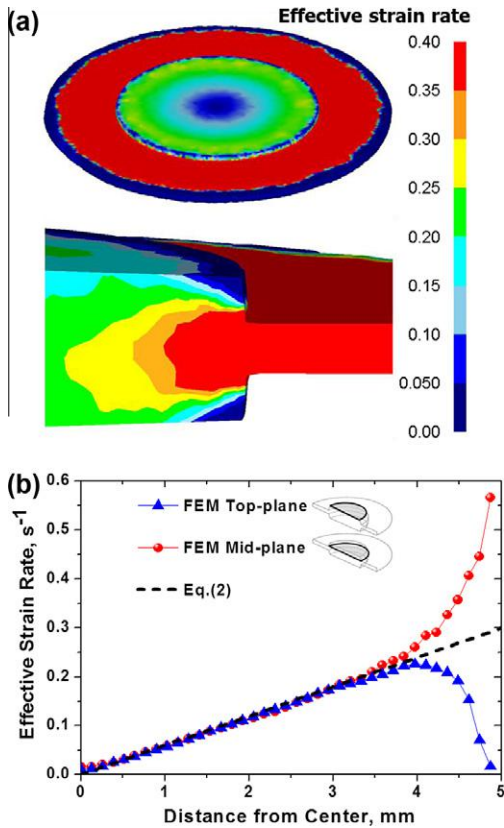 (a)
Effective strain rate
0.40
0.35
0.30
0.25
0.20
0.15
0.10
0.050
0.00
(b)
0.6
0.5
0.4
0.3
0.2
0.1
0.0
Effective Strain Rate, s⁻¹
FEM Top-plane
FEM Mid-plane
Eq.(2)
0 1 2 3 4 5
Distance from Center, mm